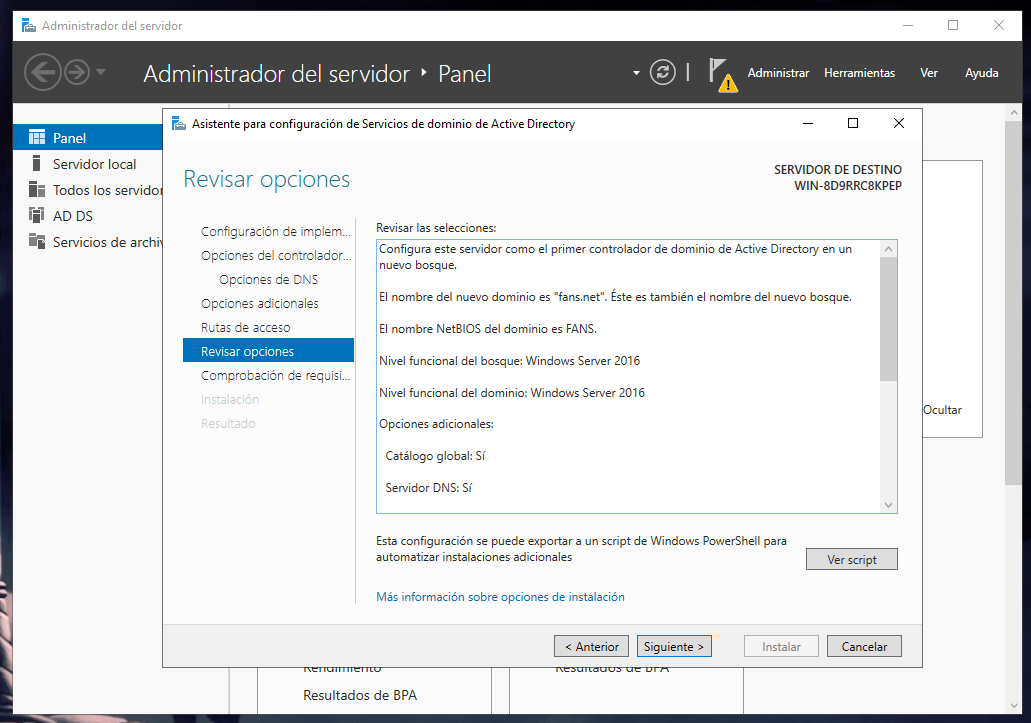 Administrador del servidor
Administrador del servidor ‣ Panel
Administrar
Herramientas
Ver
Ayuda
Panel
Servidor local
Todos los servidor
AD DS
Servicios de archiv
Asistente para configuración de Servicios de dominio de Active Directory
Revisar opciones
SERVIDOR DE DESTINO
WIN-8D9RRC8KPEP
Configuración de implem...
Opciones del controlador...
Opciones de DNS
Opciones adicionales
Rutas de acceso
Revisar opciones
Comprobación de requisi...
Instalación
Resultado
Revisar las selecciones:
Configura este servidor como el primer controlador de dominio de Active Directory en un
nuevo bosque.
El nombre del nuevo dominio es "fans.net". Éste es también el nombre del nuevo bosque.
El nombre NetBIOS del dominio es FANS.
Nivel funcional del bosque: Windows Server 2016
Nivel funcional del dominio: Windows Server 2016
Opciones adicionales:
Catálogo global: Sí
Servidor DNS: Sí
Esta configuración se puede exportar a un script de Windows PowerShell para
automatizar instalaciones adicionales
Ver script
Más información sobre opciones de instalación
< Anterior
Siguiente >
Instalar
Cancelar
Ocultar
Rendimiento
Resultados de BPA
Resultados de BPA